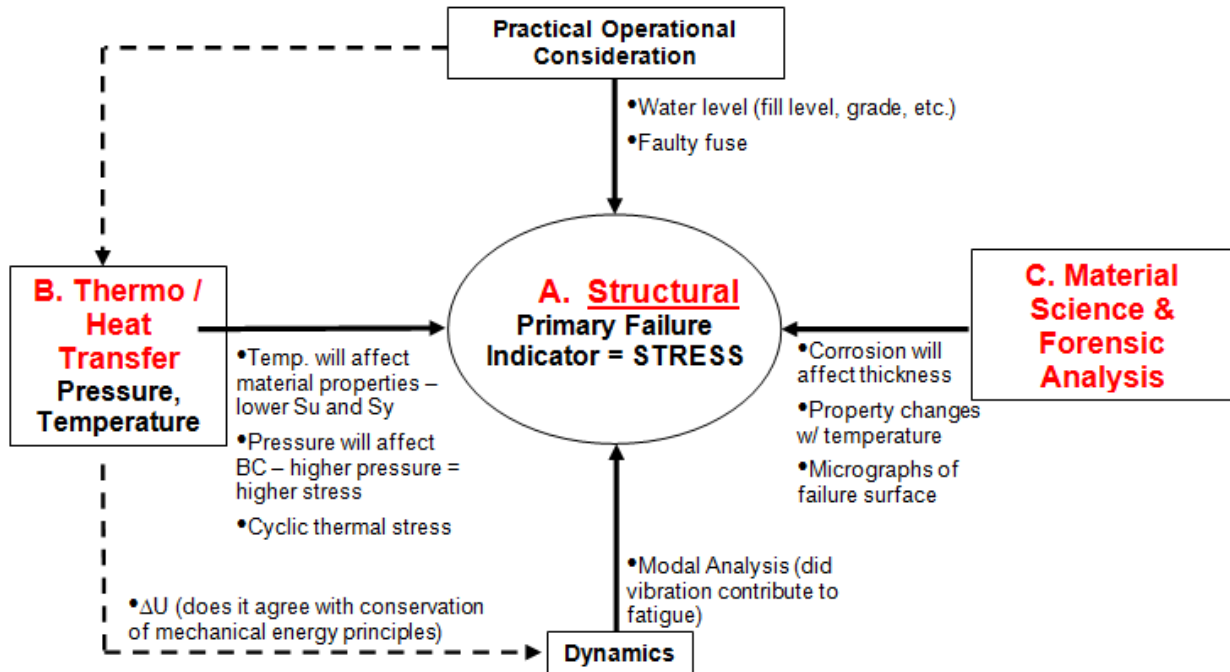 Practical Operational
Consideration
•Water level (fill level, grade, etc.)
•Faulty fuse
B. Thermo /
Heat
Transfer
Pressure,
Temperature
•Temp. will affect
material properties –
lower Su and Sy
•Pressure will affect
BC – higher pressure =
higher stress
•Cyclic thermal stress
A. Structural
Primary Failure
Indicator = STRESS
C. Material
Science &
Forensic
Analysis
•Corrosion will
affect thickness
•Property changes
w/ temperature
•Micrographs of
failure surface
•Modal Analysis (did
vibration contribute to
fatigue)
•ΔU (does it agree with conservation
of mechanical energy principles)
Dynamics